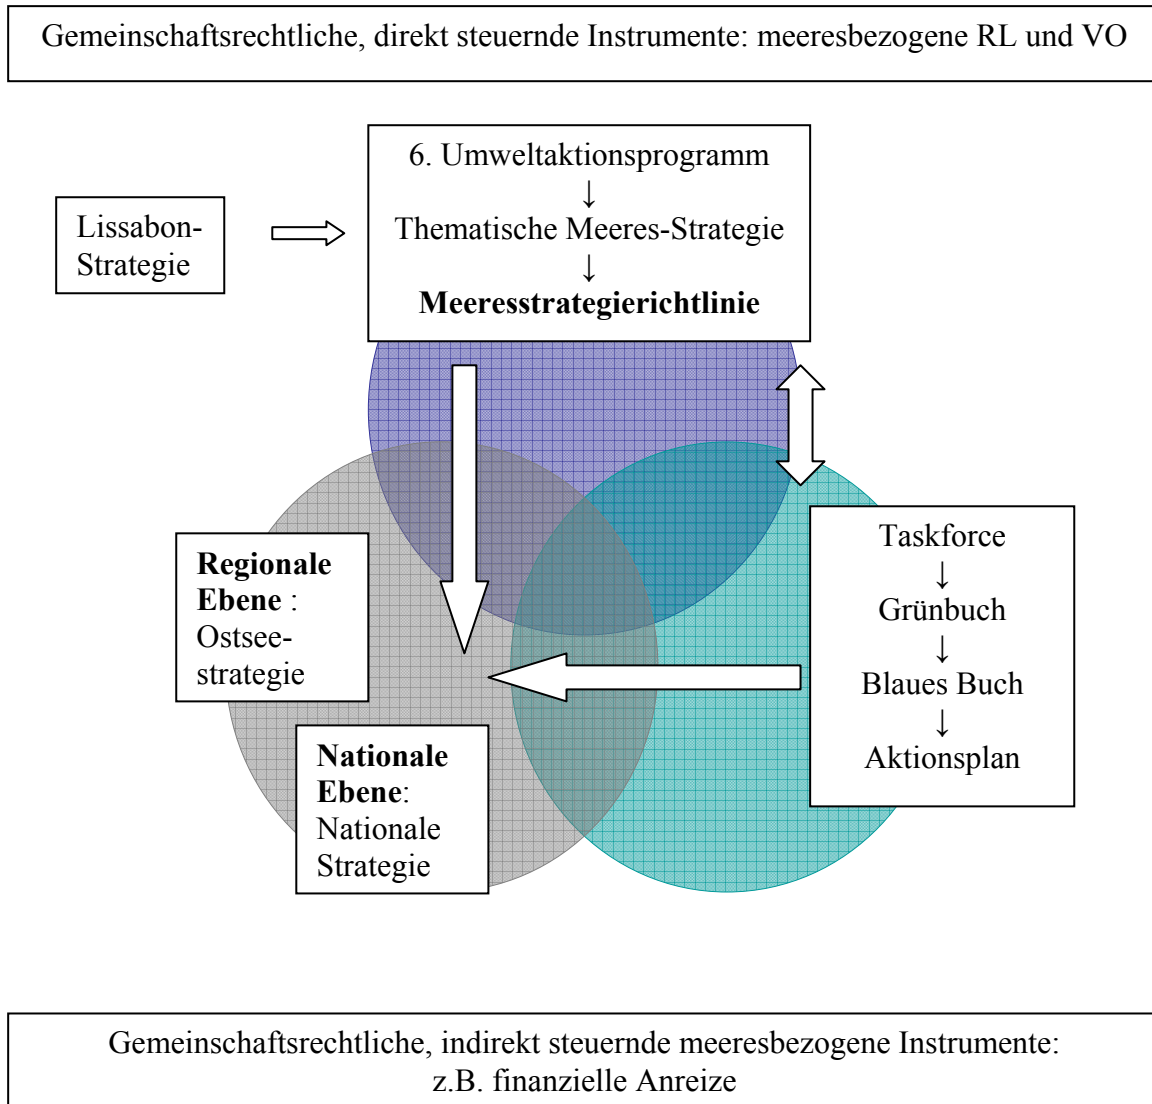 Gemeinschaftsrechtliche, direkt steuernde Instrumente: meeresbezogene RL und VO
6. Umweltaktionsprogramm
↓
Thematische Meeres-Strategie
↓
Meeresstrategierichtlinie
Lissabon-
Strategie
Taskforce
↓
Grünbuch
↓
Blaues Buch
↓
Aktionsplan
Regionale
Ebene :
Ostsee-
strategie
Nationale
Ebene:
Nationale
Strategie
Gemeinschaftsrechtliche, indirekt steuernde meeresbezogene Instrumente:
z.B. finanzielle Anreize